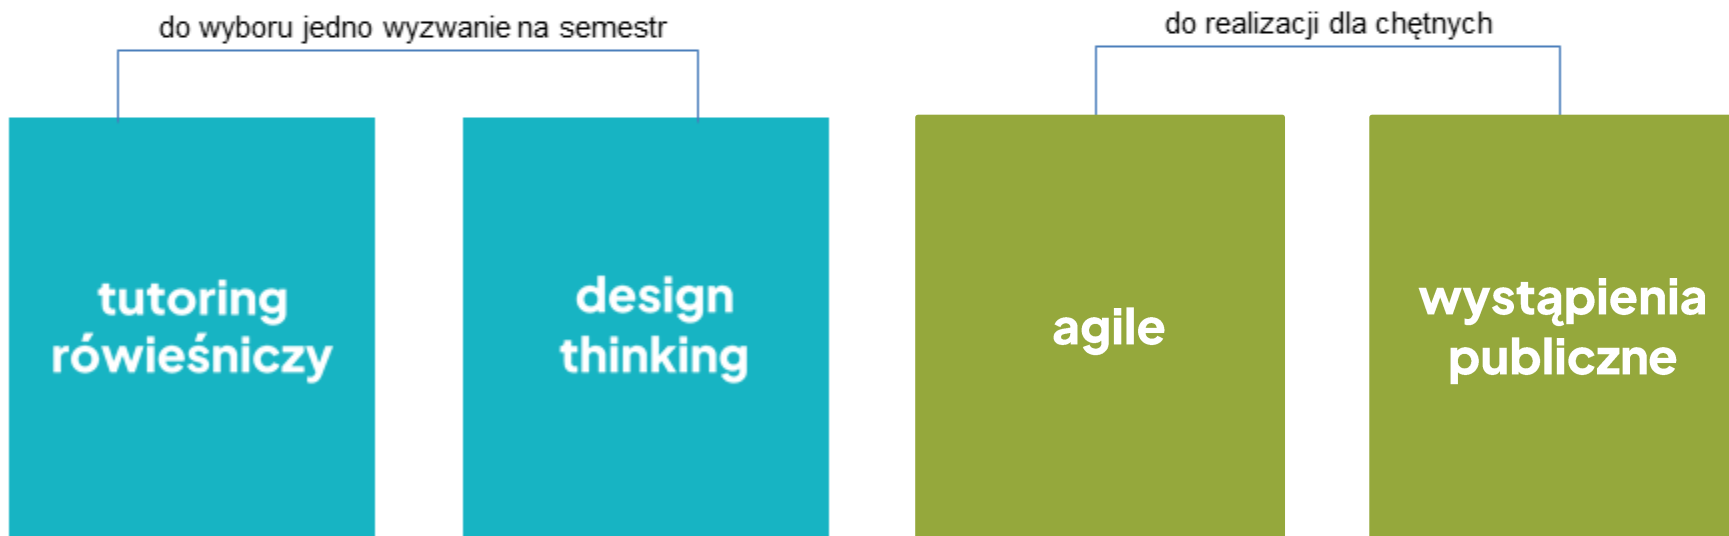 do wyboru jedno wyzwanie na semestr
do realizacji dla chętnych
tutoring
rówieśniczy
design
thinking
agile
wystąpienia
publiczne